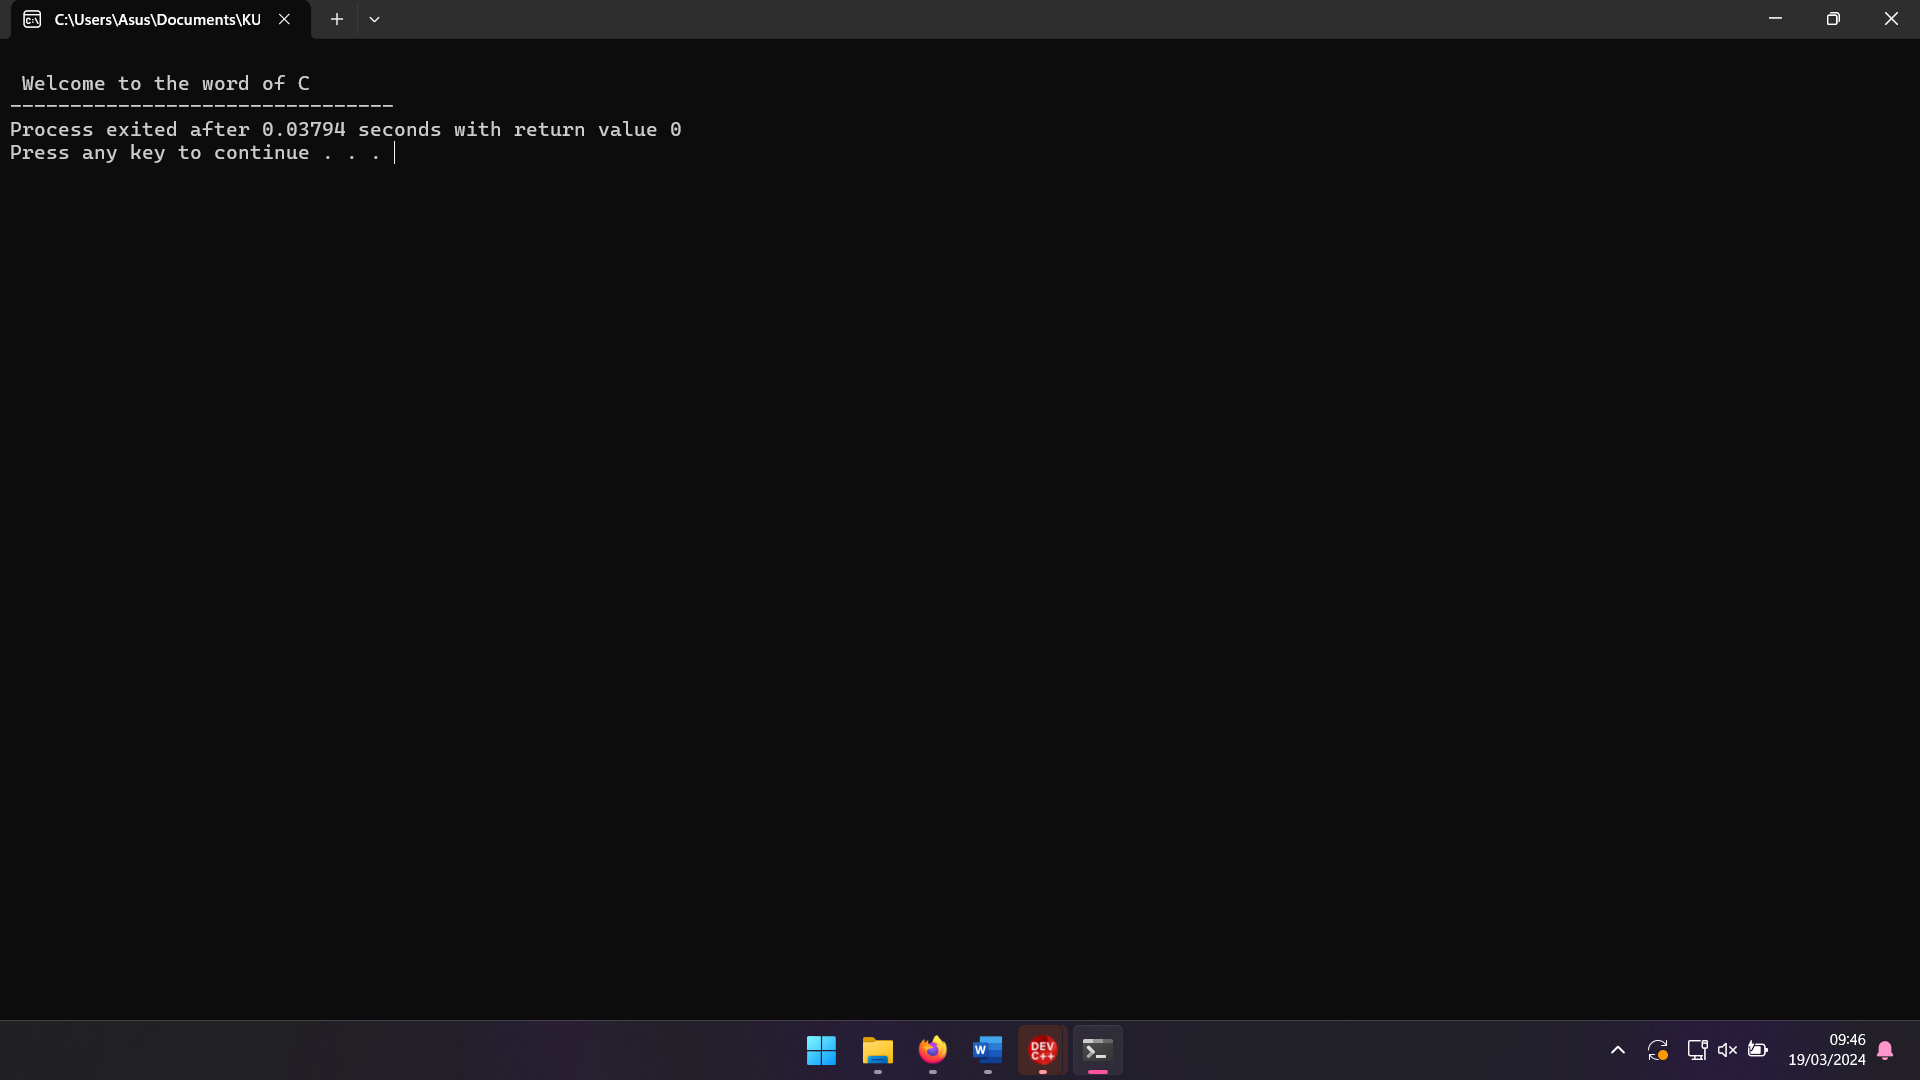 C:\Users\Asus\Documents\KU
Welcome to the word of C
--------------------------------
Process exited after 0.03794 seconds with return value 0
Press any key to continue . . .
W
DEV
C++
09:46
19/03/2024